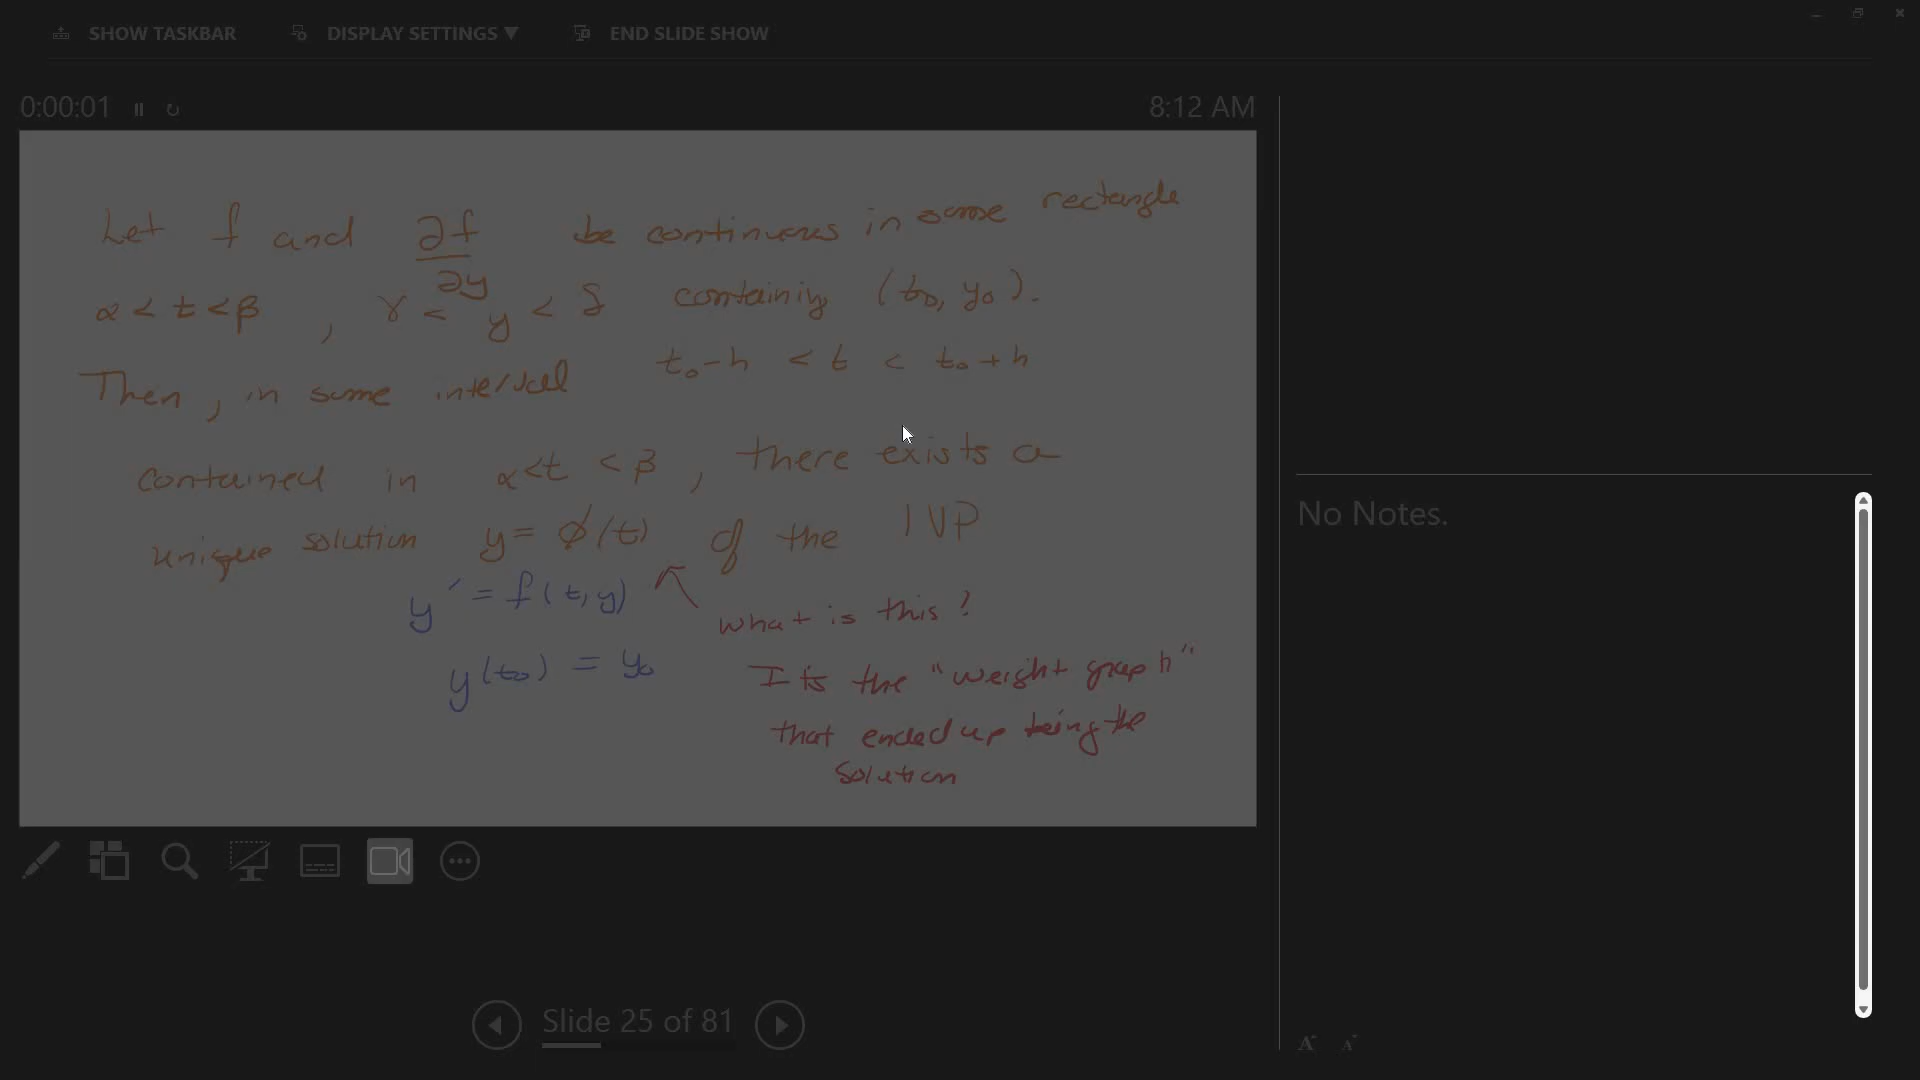 SHOW TASKBAR DISPLAY SETTINGS ▼ END SLIDE SHOW
0:00:01 8:12 AM
Let f and ∂f/∂y be continuous in some rectangle
α < t < β , γ < y < δ containing (t₀, y₀).
Then, in some interval t₀-h < t < t₀+h
contained in α<t < β , there exists a
unique solution y = ϕ(t) of the IVP
y′ = f(t,y)
What is this?
y(t₀) = y₀
It is the "weight graph"
that ended up being the
solution
No Notes.
Slide 25 of 81
A A